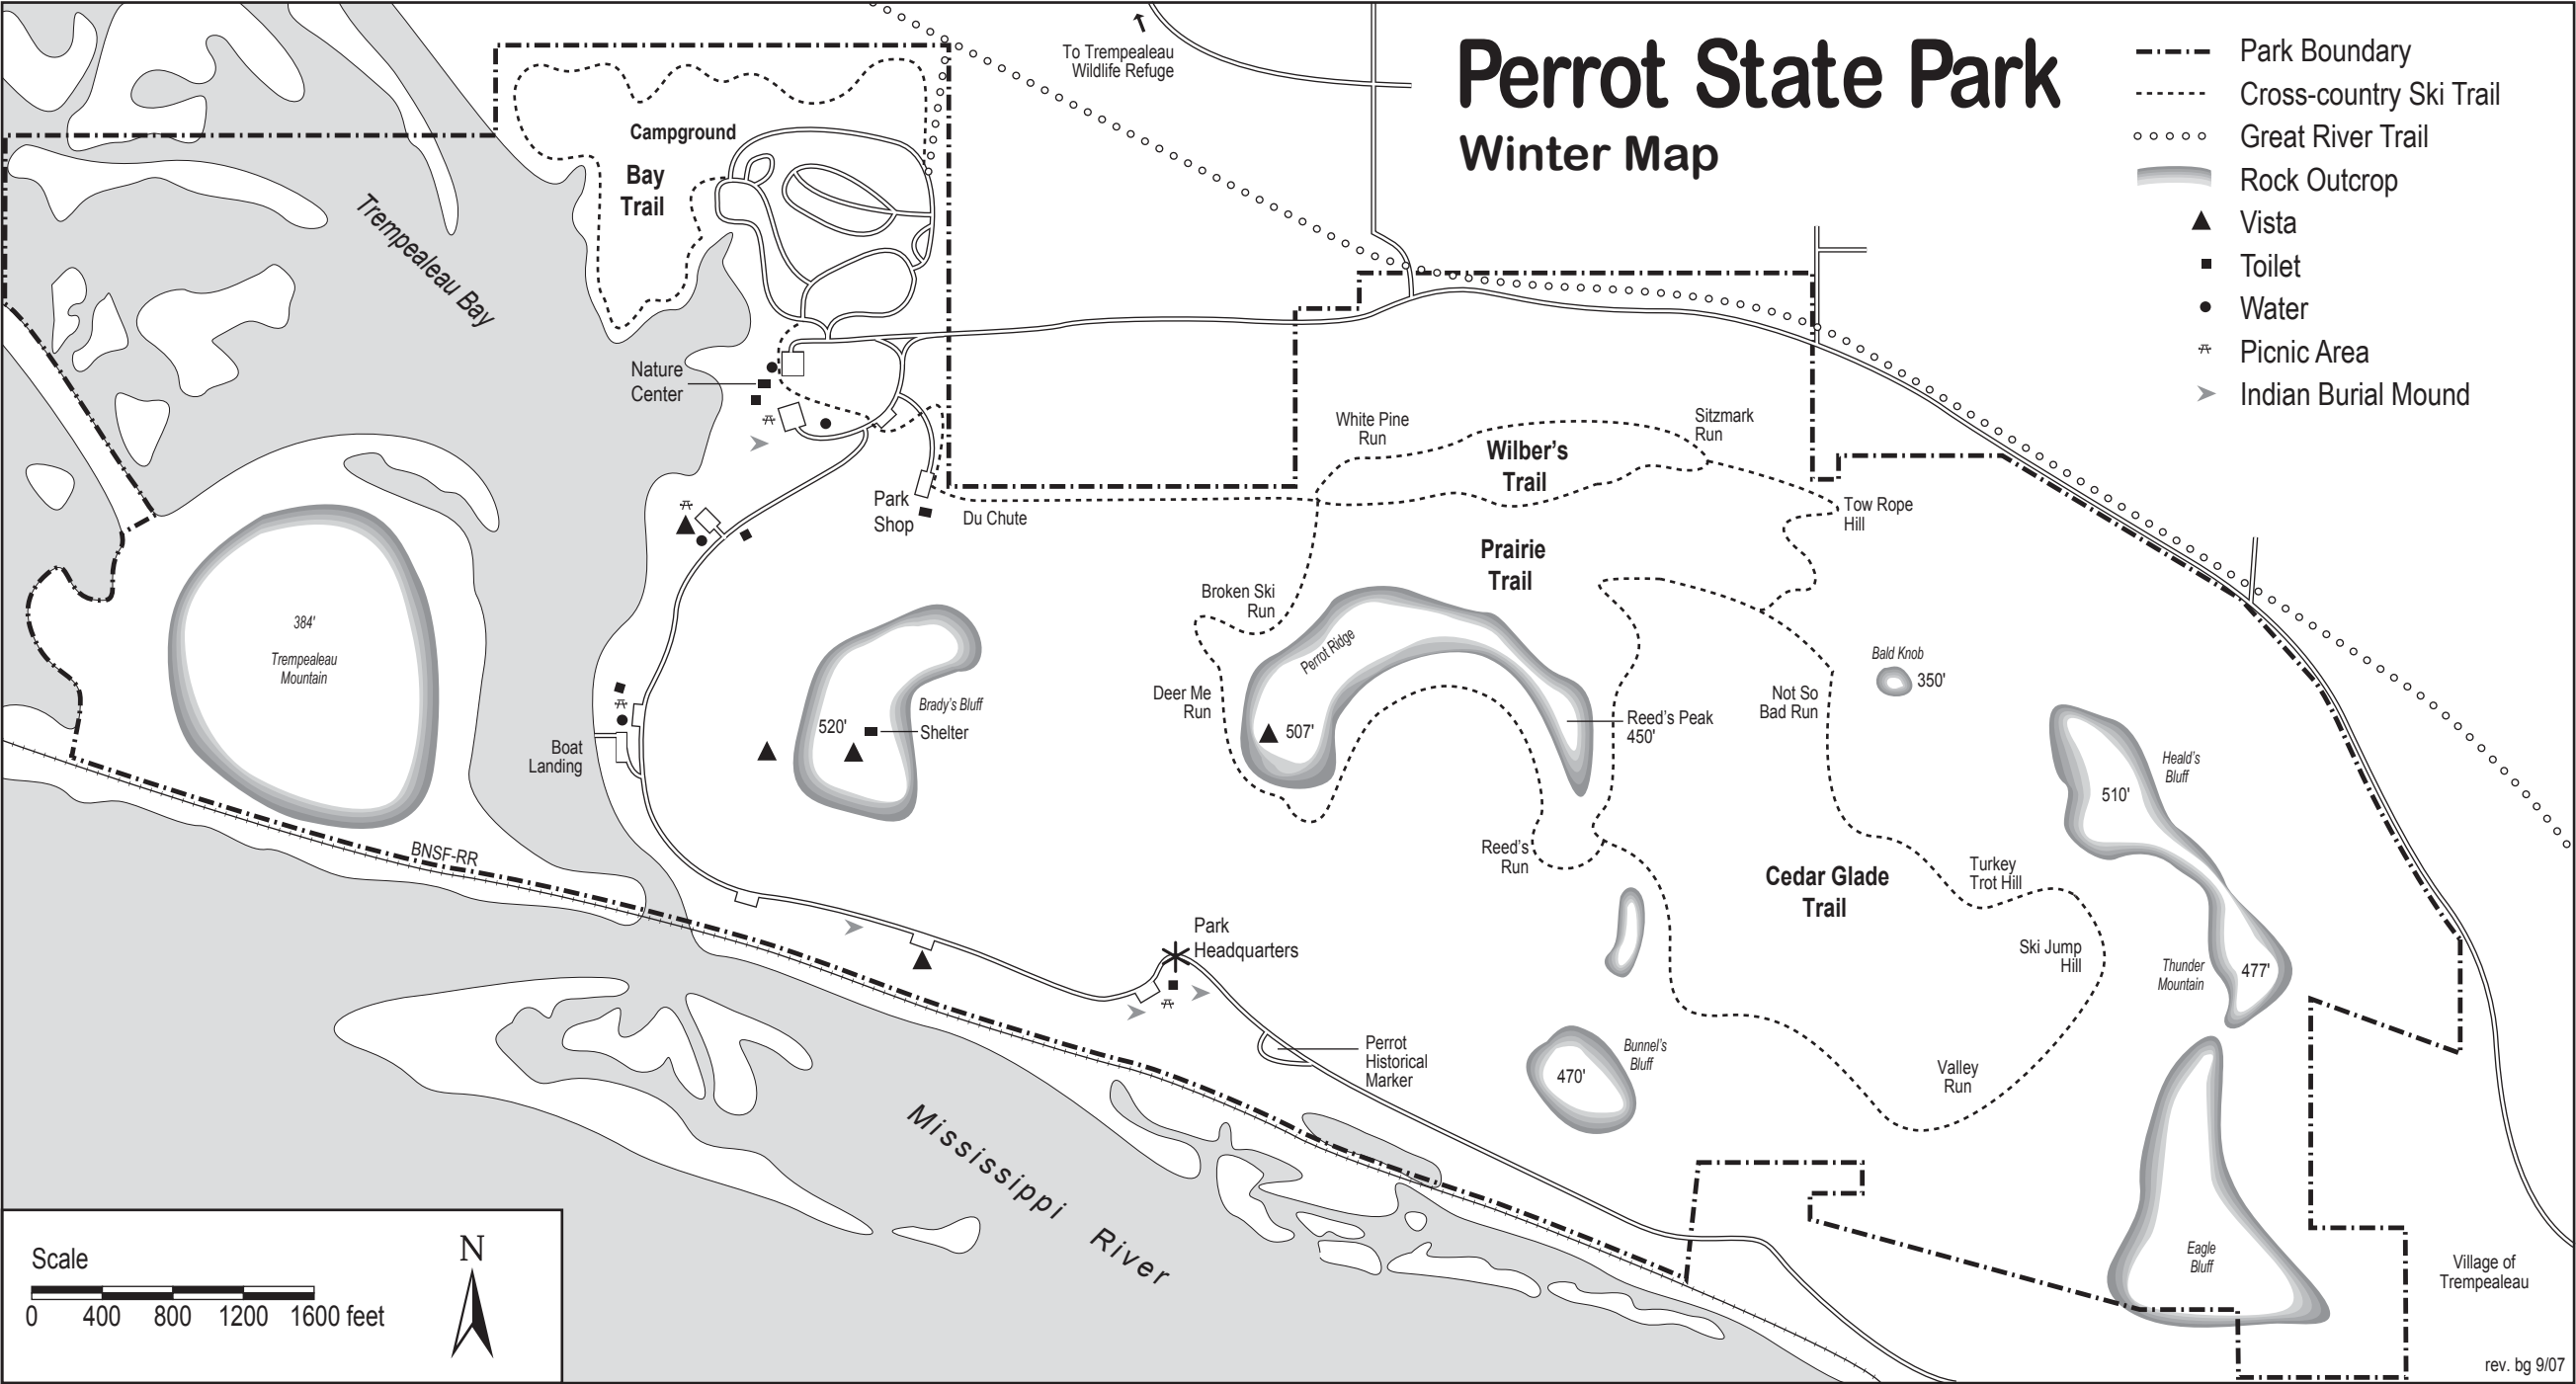 Perrot State Park
Winter Map
Park Boundary
Cross-country Ski Trail
Great River Trail
Rock Outcrop
Vista
Toilet
Water
Picnic Area
Indian Burial Mound
To Trempealeau
Wildlife Refuge
Campground
Bay
Trail
Trempealeau Bay
Nature
Center
Park
Shop
Du Chute
White Pine
Run
Wilber's
Trail
Sitzmark
Run
Tow Rope
Hill
Prairie
Trail
Broken Ski
Run
Perrot Ridge
Deer Me
Run
507'
Reed's Peak
450'
Not So
Bad Run
Bald Knob
350'
384'
Trempealeau
Mountain
Brady's Bluff
520'
Shelter
Boat
Landing
Heald's
Bluff
510'
BNSF-RR
Reed's
Run
Cedar Glade
Trail
Turkey
Trot Hill
Ski Jump
Hill
Thunder
Mountain
477'
Park
Headquarters
Perrot
Historical
Marker
Bunnel's
Bluff
470'
Valley
Run
Mississippi River
Eagle
Bluff
Village of
Trempealeau
Scale
0 400 800 1200 1600 feet
N
rev. bg 9/07